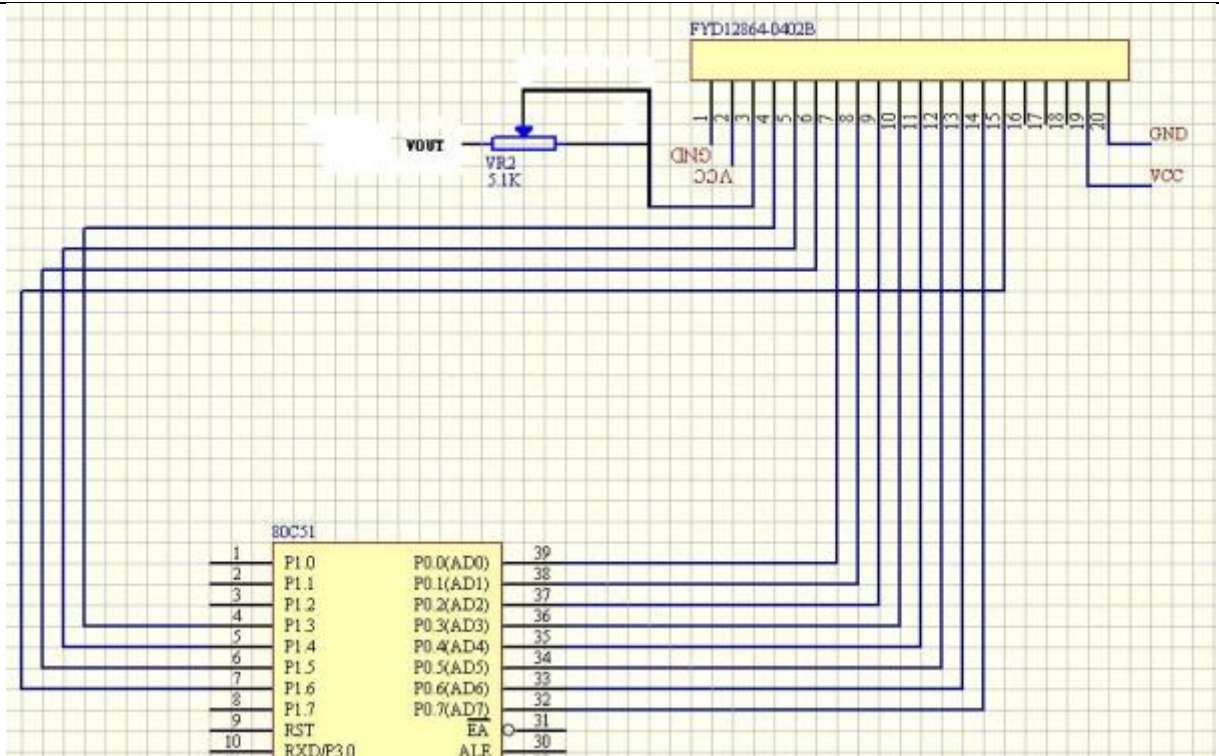 FYD12864-0402B
1 2 3 4 5 6 7 8 9 10 11 12 13 14 15 16 17 18 19 20
GND
VCC
GND
VCC
VOUT
VR2
5.1K
80C51
1 P1.0 P0.0(AD0) 39
2 P1.1 P0.1(AD1) 38
3 P1.2 P0.2(AD2) 37
4 P1.3 P0.3(AD3) 36
5 P1.4 P0.4(AD4) 35
6 P1.5 P0.5(AD5) 34
7 P1.6 P0.6(AD6) 33
8 P1.7 P0.7(AD7) 32
9 RST EA 31
10 RXD/P3.0 ALE 30